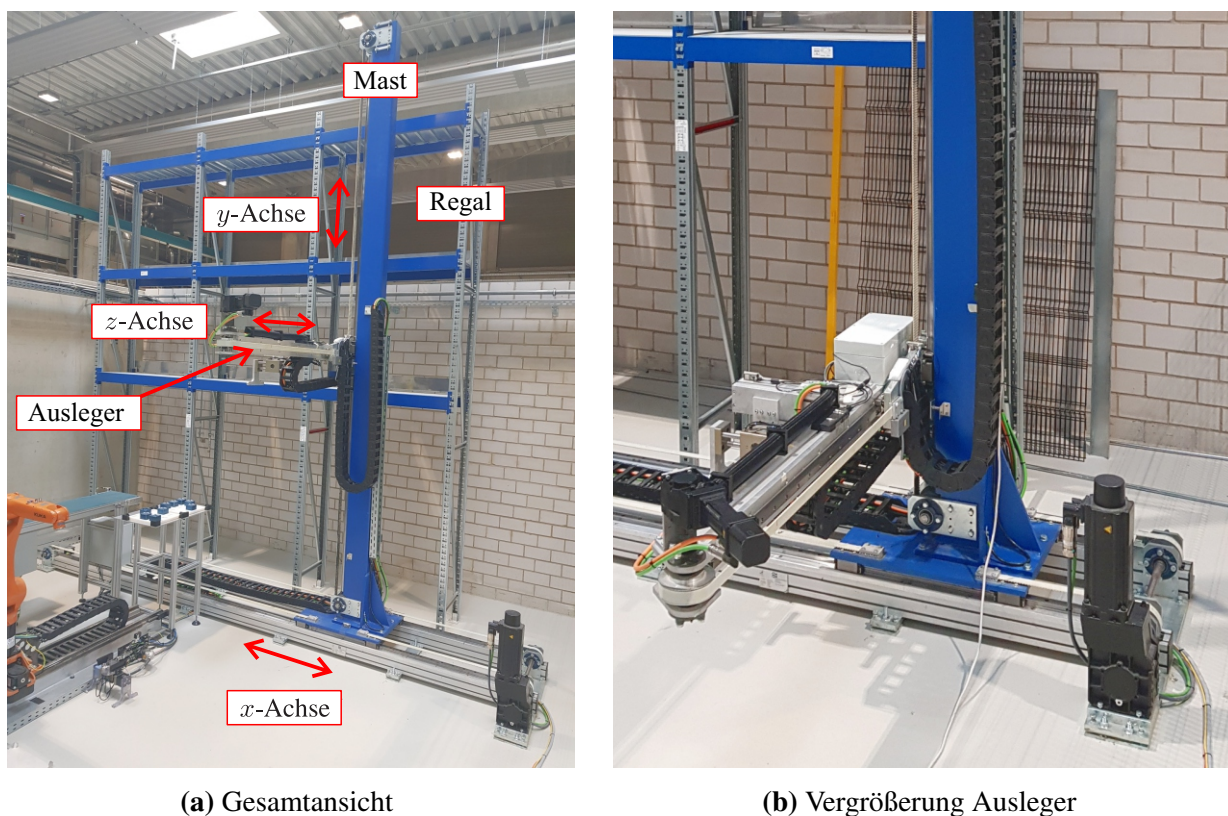 Mast
y-Achse
Regal
z-Achse
Ausleger
x-Achse
(a) Gesamtansicht
(b) Vergrößerung Ausleger